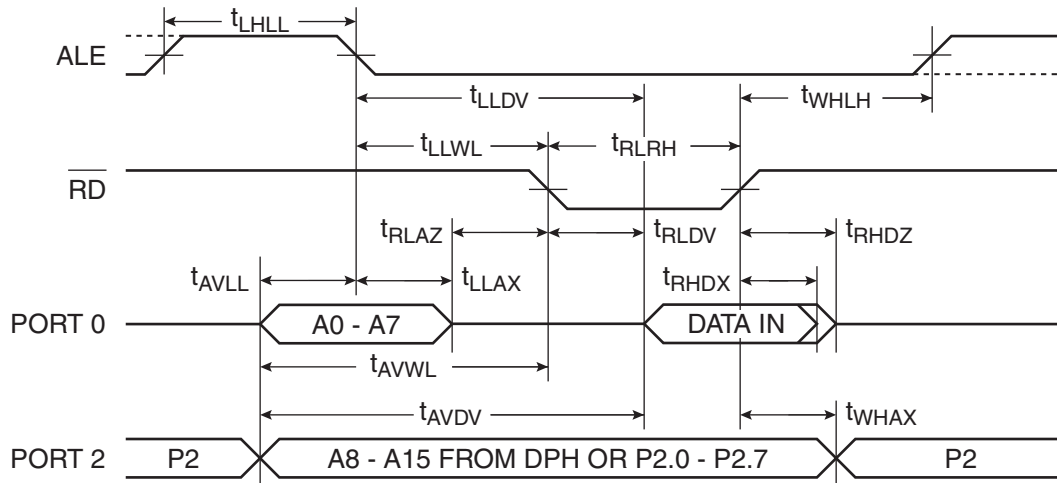 tLHLL
ALE
tLLDV
tWHLH
tLLWL
tRLRH
RD
tRLAZ
tRLDV
tRHDZ
tAVLL
tLLAX
tRHDX
PORT 0
A0 - A7
DATA IN
tAVWL
tAVDV
tWHAX
PORT 2
P2
A8 - A15 FROM DPH OR P2.0 - P2.7
P2